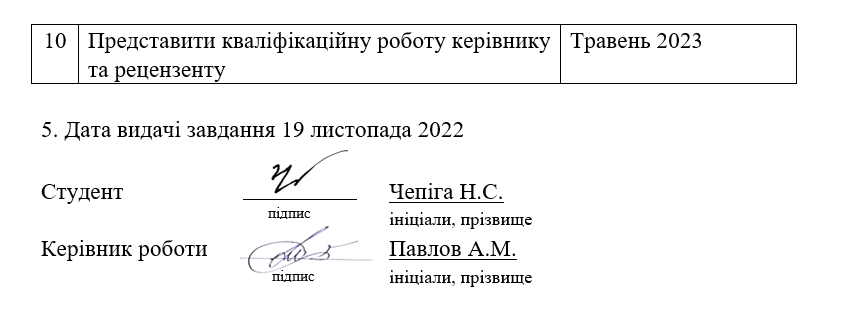 10 Представити кваліфікаційну роботу керівнику Травень 2023
та рецензенту
5. Дата видачі завдання 19 листопада 2022
Студент Чепіга Н.С.
підпис ініціали, прізвище
Керівник роботи Павлов А.М.
підпис ініціали, прізвище